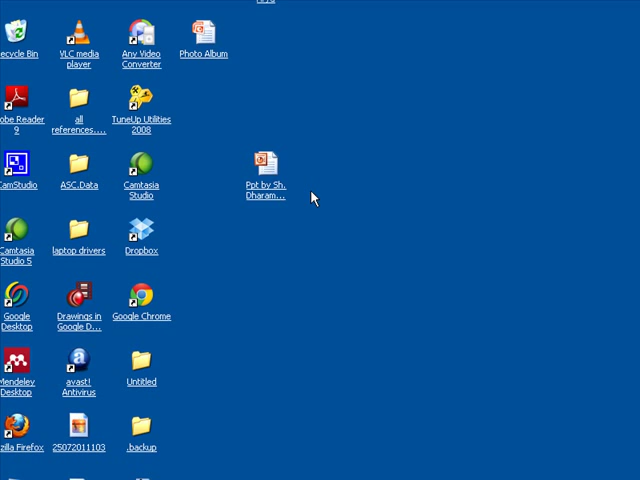 ecycle Bin
VLC media
player
Any Video
Converter
Photo Album
obe Reader
9
all
references....
TuneUp Utilities
2008
CamStudio
ASC.Data
Camtasia
Studio
Ppt by Sh.
Dharam...
Camtasia
Studio 5
laptop drivers
Dropbox
Google
Desktop
Drawings in
Google D...
Google Chrome
Mendeley
Desktop
avast!
Antivirus
Untitled
zilla Firefox
25072011103
.backup